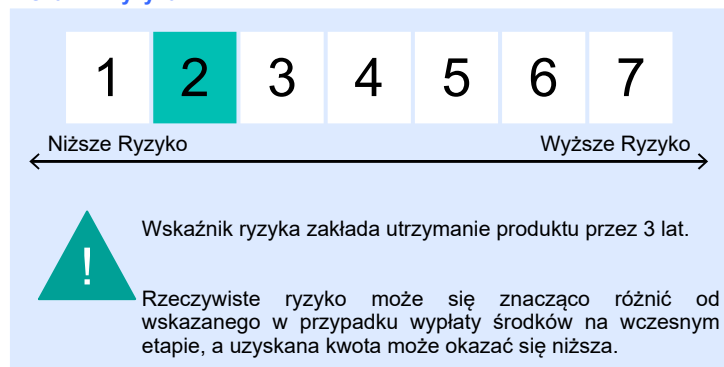 1 2 3 4 5 6 7
Niższe Ryzyko Wyższe Ryzyko
! Wskaźnik ryzyka zakłada utrzymanie produktu przez 3 lat.
Rzeczywiste ryzyko może się znacząco różnić od
wskazanego w przypadku wypłaty środków na wczesnym
etapie, a uzyskana kwota może okazać się niższa.